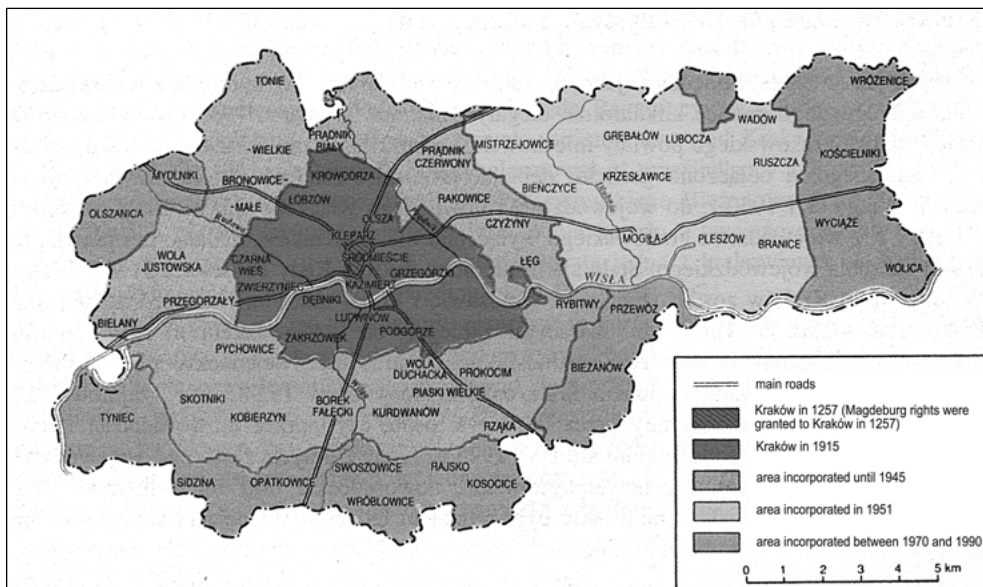 TONIE
WRÓŻENICE
WADÓW
PRĄDNIK
BIAŁY
-WIELKIE
PRĄDNIK
CZERWONY
MISTRZEJOWICE
GRĘBAŁÓW
LUBOCZA
KOŚCIELNIKI
MYDLNIKI
BRONOWICE-
KROWODRZA
RUSZCZA
KRZESŁAWICE
BIEŃCZYCE
Dłubnia
-MAŁE
ŁOBZÓW
RAKOWICE
OLSZANICA
Rudawa
OLSZA
Białucha
CZYŻYNY
WYCIĄŻE
KLEPARZ
MOGIŁA
PLESZÓW
BRANICE
WOLA
JUSTOWSKA
CZARNA
WIEŚ
ŚRÓDMIEŚCIE
GRZEGÓRZKI
ŁĘG
WOLICA
ZWIERZYNIEC
KAZIMIERZ
WISŁA
PRZEGORZAŁY
DĘBNIKI
RYBITWY
PRZEWÓZ
LUDWINÓW
BIELANY
ZAKRZÓWEK
PODGÓRZE
PYCHOWICE
WOLA
DUCHACKA
PROKOCIM
BIEŻANÓW
SKOTNIKI
Wilga
PIASKI WIELKIE
TYNIEC
KOBIERZYN
BOREK
FAŁĘCKI
KURDWANÓW
RŻĄKA
SWOSZOWICE
RAJSKO
SIDZINA
OPATKOWICE
WRÓBLOWICE
KOSOCICE
main roads
Kraków in 1257 (Magdeburg rights were
granted to Kraków in 1257)
Kraków in 1915
area incorporated until 1945
area incorporated in 1951
area incorporated between 1970 and 1990
0 1 2 3 4 5 km